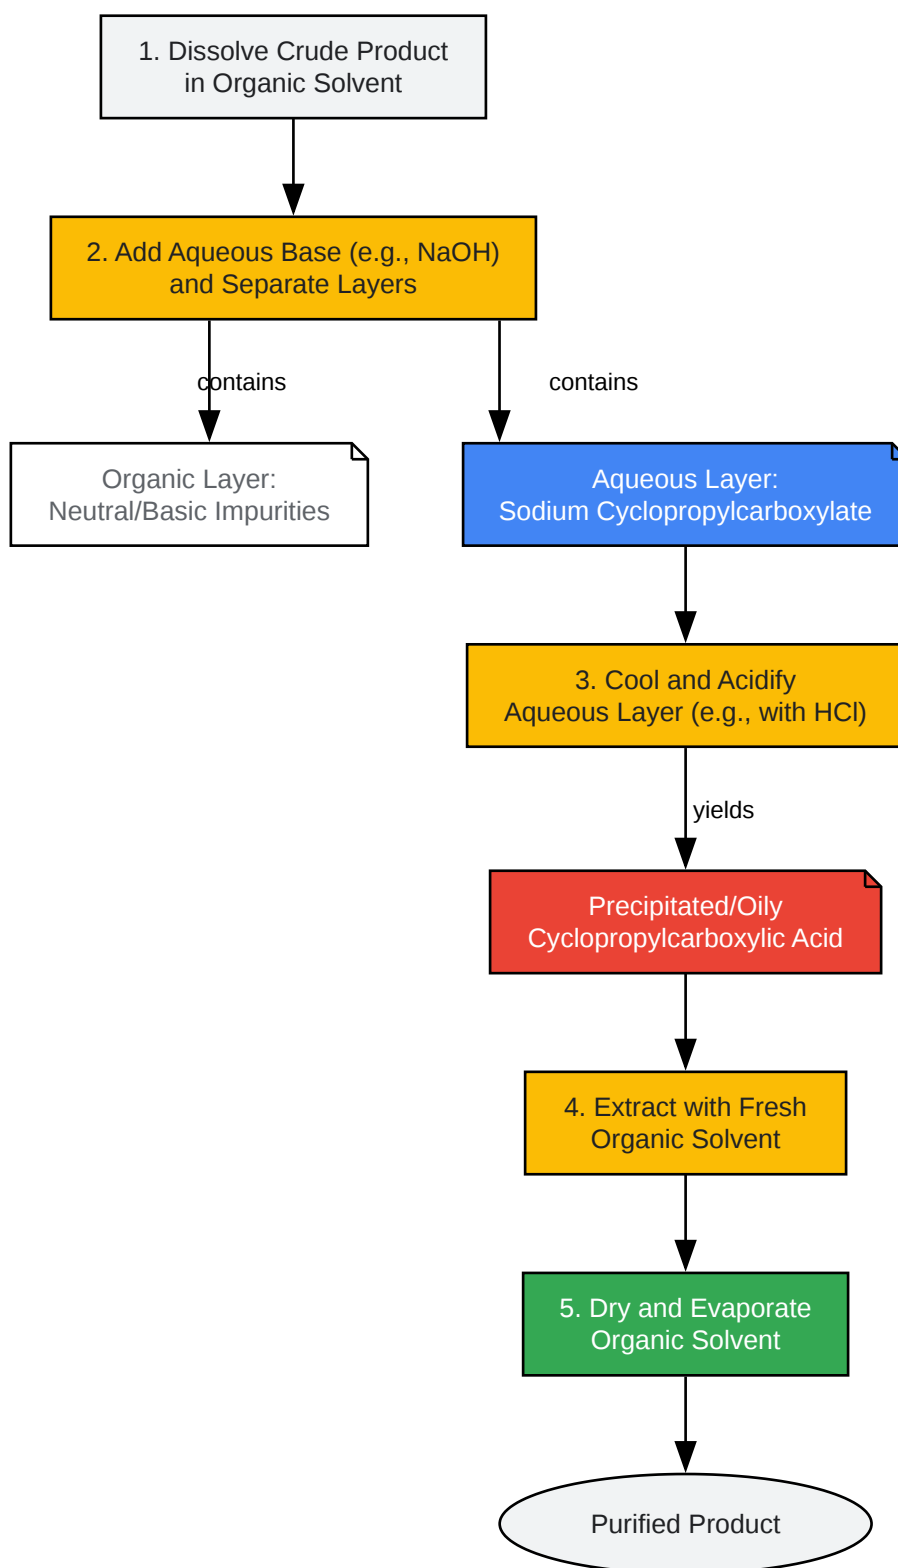 1. Dissolve Crude Product
in Organic Solvent
2. Add Aqueous Base (e.g., NaOH)
and Separate Layers
contains
contains
Organic Layer:
Neutral/Basic Impurities
Aqueous Layer:
Sodium Cyclopropylcarboxylate
3. Cool and Acidify
Aqueous Layer (e.g., with HCl)
yields
Precipitated/Oily
Cyclopropylcarboxylic Acid
4. Extract with Fresh
Organic Solvent
5. Dry and Evaporate
Organic Solvent
Purified Product